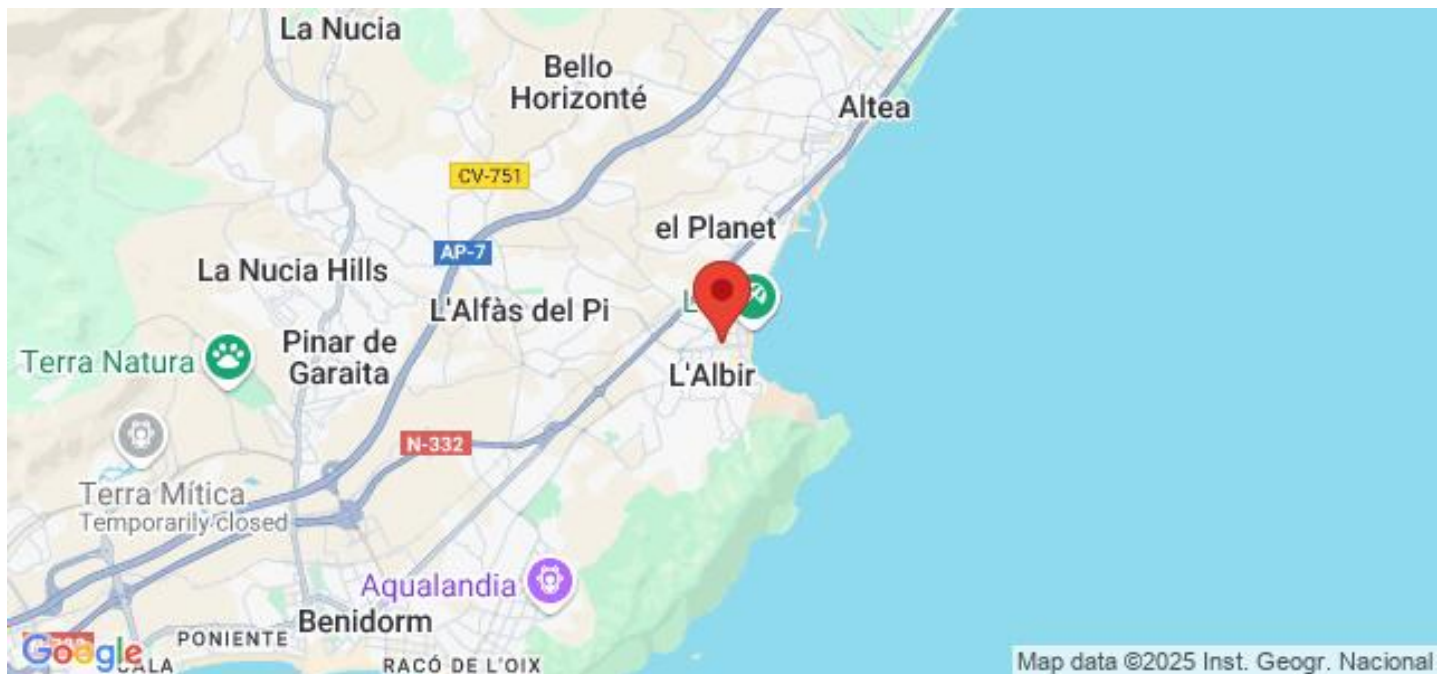 La Nucia
Bello
Horizonté
Altea
CV-751
el Planet
AP-7
La Nucia Hills
L'Alfàs del Pi
Terra Natura
Pinar de
Garaita
L'Albir
N-332
Terra Mítica
Temporarily closed
Aqualandia
Benidorm
PONIENTE
Google
CALA
RACÓ DE L'OIX
Map data ©2025 Inst. Geogr. Nacional